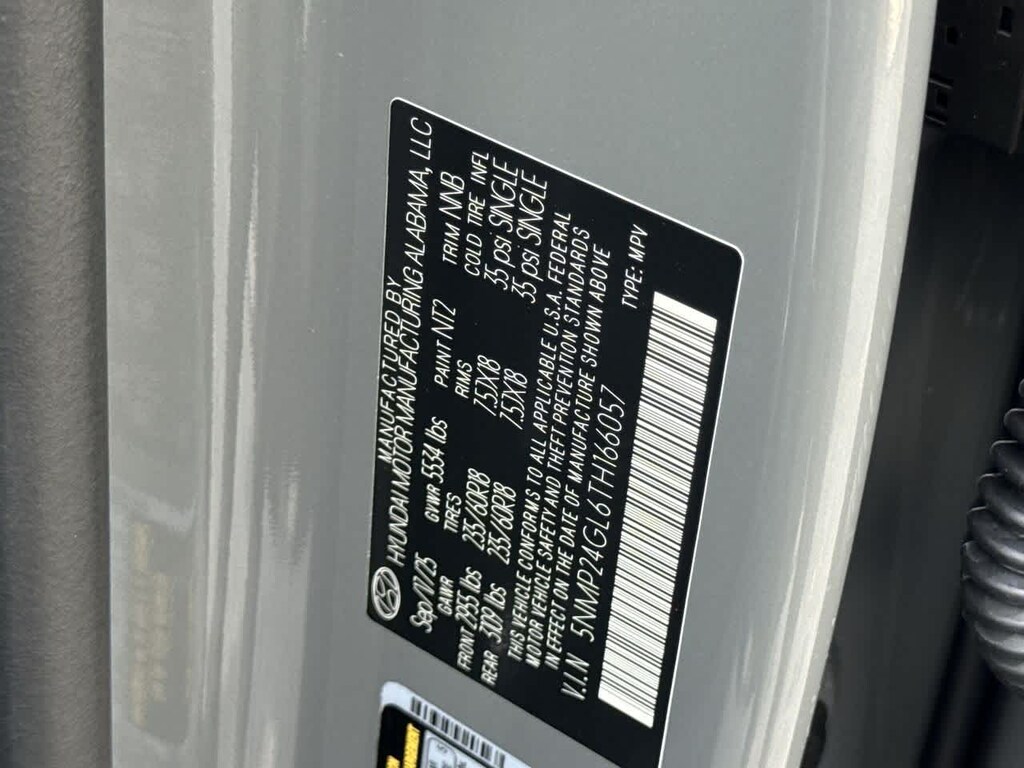 MANUFACTURED BY
HYUNDAI MOTOR MANUFACTURING ALABAMA, LLC
Sep/17/25 GVWR 5534 lbs PAINT NT2 TRIM NNB
GAWR TIRES RIMS COLD TIRE INFL
FRONT 2955 lbs 235/60R18 7.5JX18 35 psi SINGLE
REAR 3109 lbs 235/60R18 7.5JX18 35 psi SINGLE
THIS VEHICLE CONFORMS TO ALL APPLICABLE U.S.A. FEDERAL
MOTOR VEHICLE SAFETY AND THEFT PREVENTION STANDARDS
IN EFFECT ON THE DATE OF MANUFACTURE SHOWN ABOVE
V.I.N 5NMP24GL6TH166057 TYPE: MPV